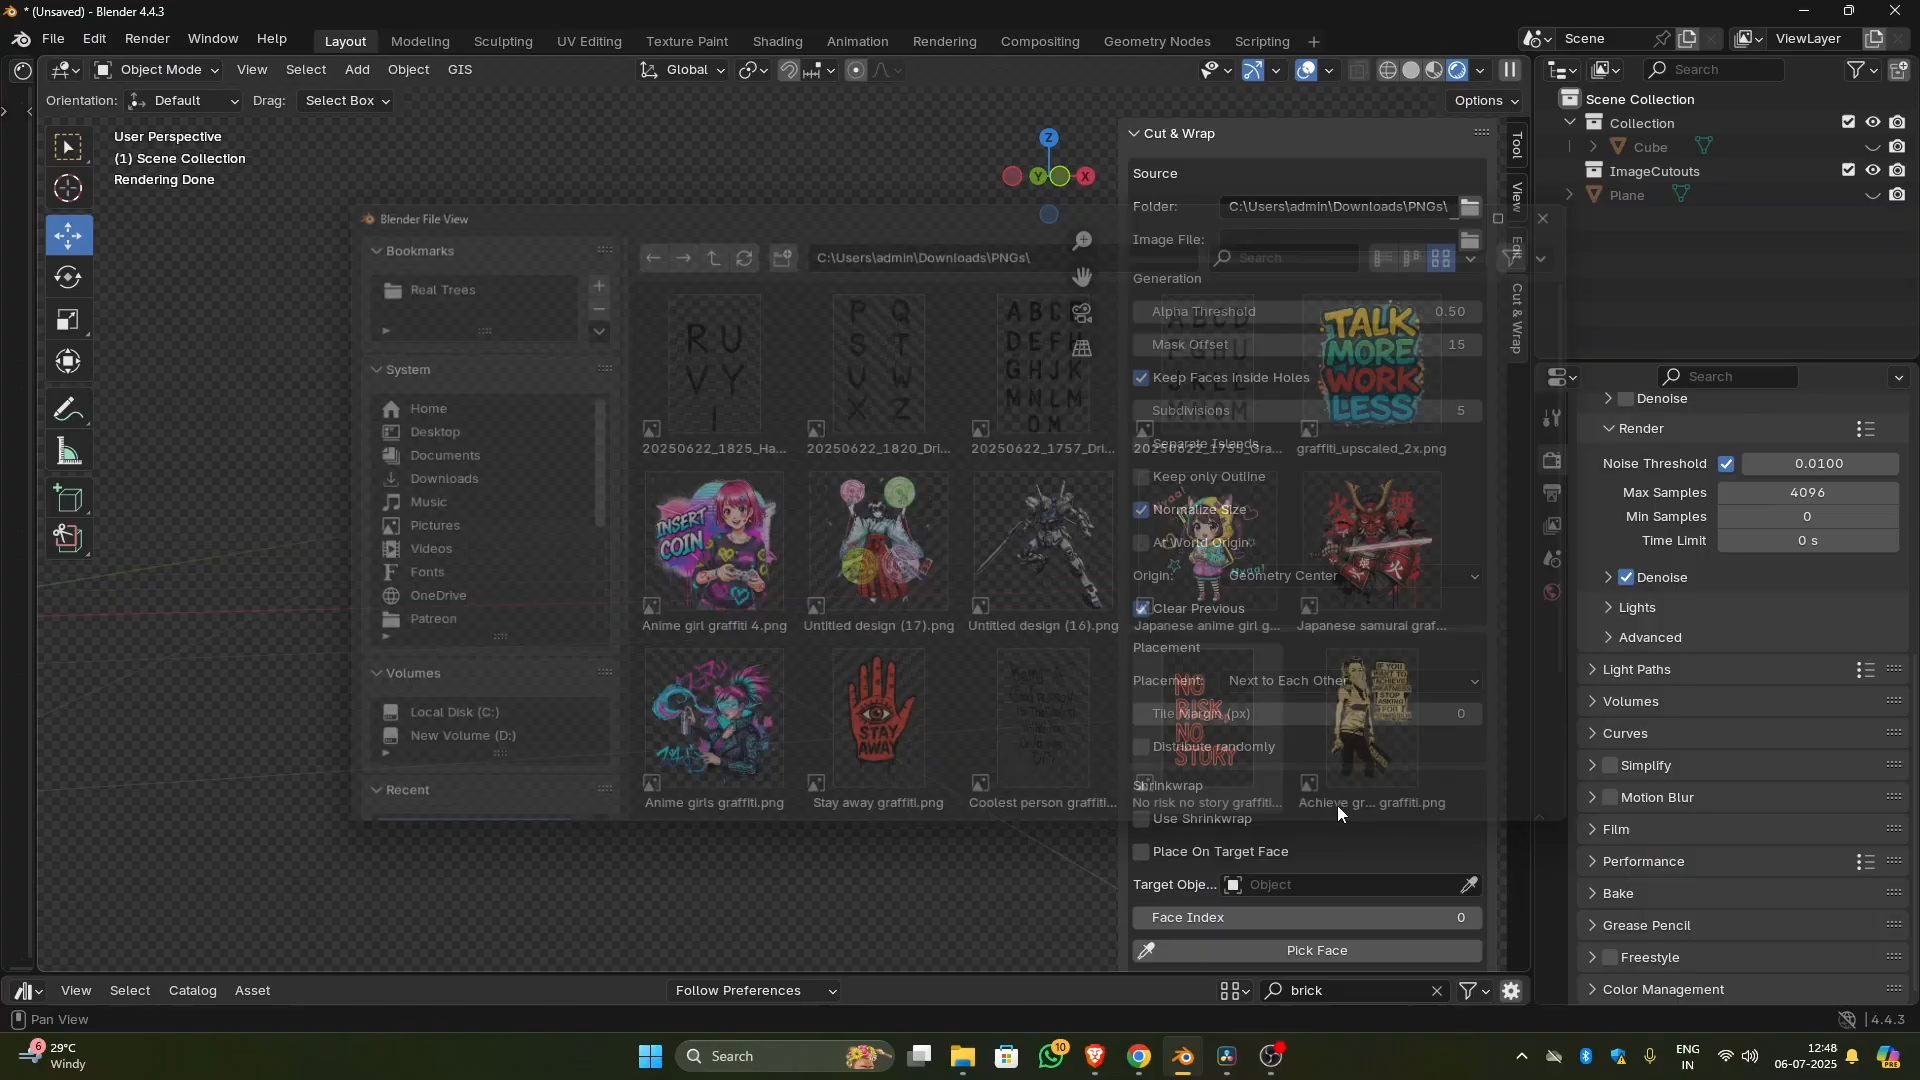 * (Unsaved) - Blender 4.4.3
File Edit Render Window Help
Layout Modeling Sculpting UV Editing Texture Paint Shading Animation Rendering Compositing Geometry Nodes Scripting +
Scene
ViewLayer
Object Mode View Select Add Object GIS
Global
Search
Orientation: Default Drag: Select Box
Options
User Perspective
(1) Scene Collection
Rendering Done
Z
Y
X
Cut & Wrap
Source
Folder: C:\Users\admin\Downloads\PNGs\
Image File:
Generation
Alpha Threshold 0.50
Mask Offset 15
Keep Faces Inside Holes
Subdivisions 5
Separate Islands
Keep only Outline
Normalize Size
At World Origin
Origin: Geometry Center
Clear Previous
Placement
Placement: Next to Each Other
Tile Margin (px) 0
Distribute randomly
Shrinkwrap
Use Shrinkwrap
Place On Target Face
Target Obje... Object
Face Index 0
Pick Face
Tool
View
Edit
Cut & Wrap
Blender File View
Bookmarks
Real Trees
System
Home
Desktop
Documents
Downloads
Music
Pictures
Videos
Fonts
OneDrive
Patreon
Volumes
Local Disk (C:)
New Volume (D:)
Recent
C:\Users\admin\Downloads\PNGs\
Search
R U
V Y
I
P Q
S T
U W
X Z
A B C E
D E F
G H J K
M N L M
O M
TALK
MORE
WORK
LESS
20250622_1825_Ha...
20250622_1820_Dri...
20250622_1757_Dri...
20250622_1755_Gra...
graffiti_upscaled_2x.png
INSERT
COIN
Anime girl graffiti 4.png
Untitled design (17).png
Untitled design (16).png
Japanese anime girl g...
Japanese samurai graf...
STAY
AWAY
NO
RISK,
NO
STORY
Anime girls graffiti.png
Stay away graffiti.png
Coolest person graffiti...
No risk no story graffiti...
Achieve gr... graffiti.png
Scene Collection
Collection
Cube
ImageCutouts
Plane
Search
Denoise
Render
Noise Threshold 0.0100
Max Samples 4096
Min Samples 0
Time Limit 0 s
Denoise
Lights
Advanced
Light Paths
Volumes
Curves
Simplify
Motion Blur
Film
Performance
Bake
Grease Pencil
Freestyle
Color Management
View Select Catalog Asset
Follow Preferences
brick
Pan View
4.4.3
6
29°C
Windy
Search
10
ENG
IN
12:48
06-07-2025
PRE